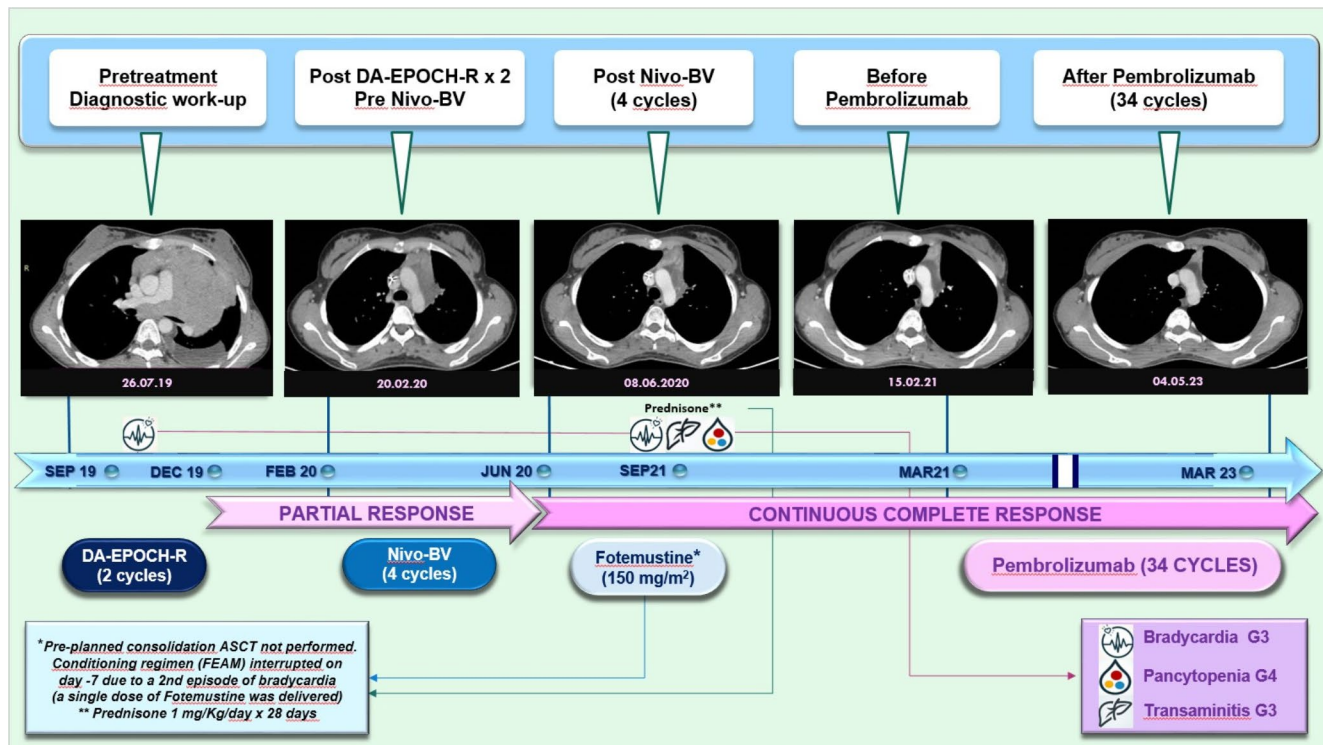 Pretreatment
Diagnostic work-up
Post DA-EPOCH-R x 2
Pre Nivo-BV
Post Nivo-BV
(4 cycles)
Before
Pembrolizumab
After Pembrolizumab
(34 cycles)
R
26.07.19
20.02.20
08.06.2020
15.02.21
04.05.23
Prednisone**
SEP 19
DEC 19
FEB 20
JUN 20
SEP21
MAR21
MAR 23
PARTIAL RESPONSE
CONTINUOUS COMPLETE RESPONSE
DA-EPOCH-R
(2 cycles)
Nivo-BV
(4 cycles)
Fotemustine*
(150 mg/m²)
Pembrolizumab (34 CYCLES)
*Pre-planned consolidation ASCT not performed.
Conditioning regimen (FEAM) interrupted on
day -7 due to a 2nd episode of bradycardia
(a single dose of Fotemustine was delivered)
** Prednisone 1 mg/Kg/day x 28 days
Bradycardia G3
Pancytopenia G4
Transaminitis G3